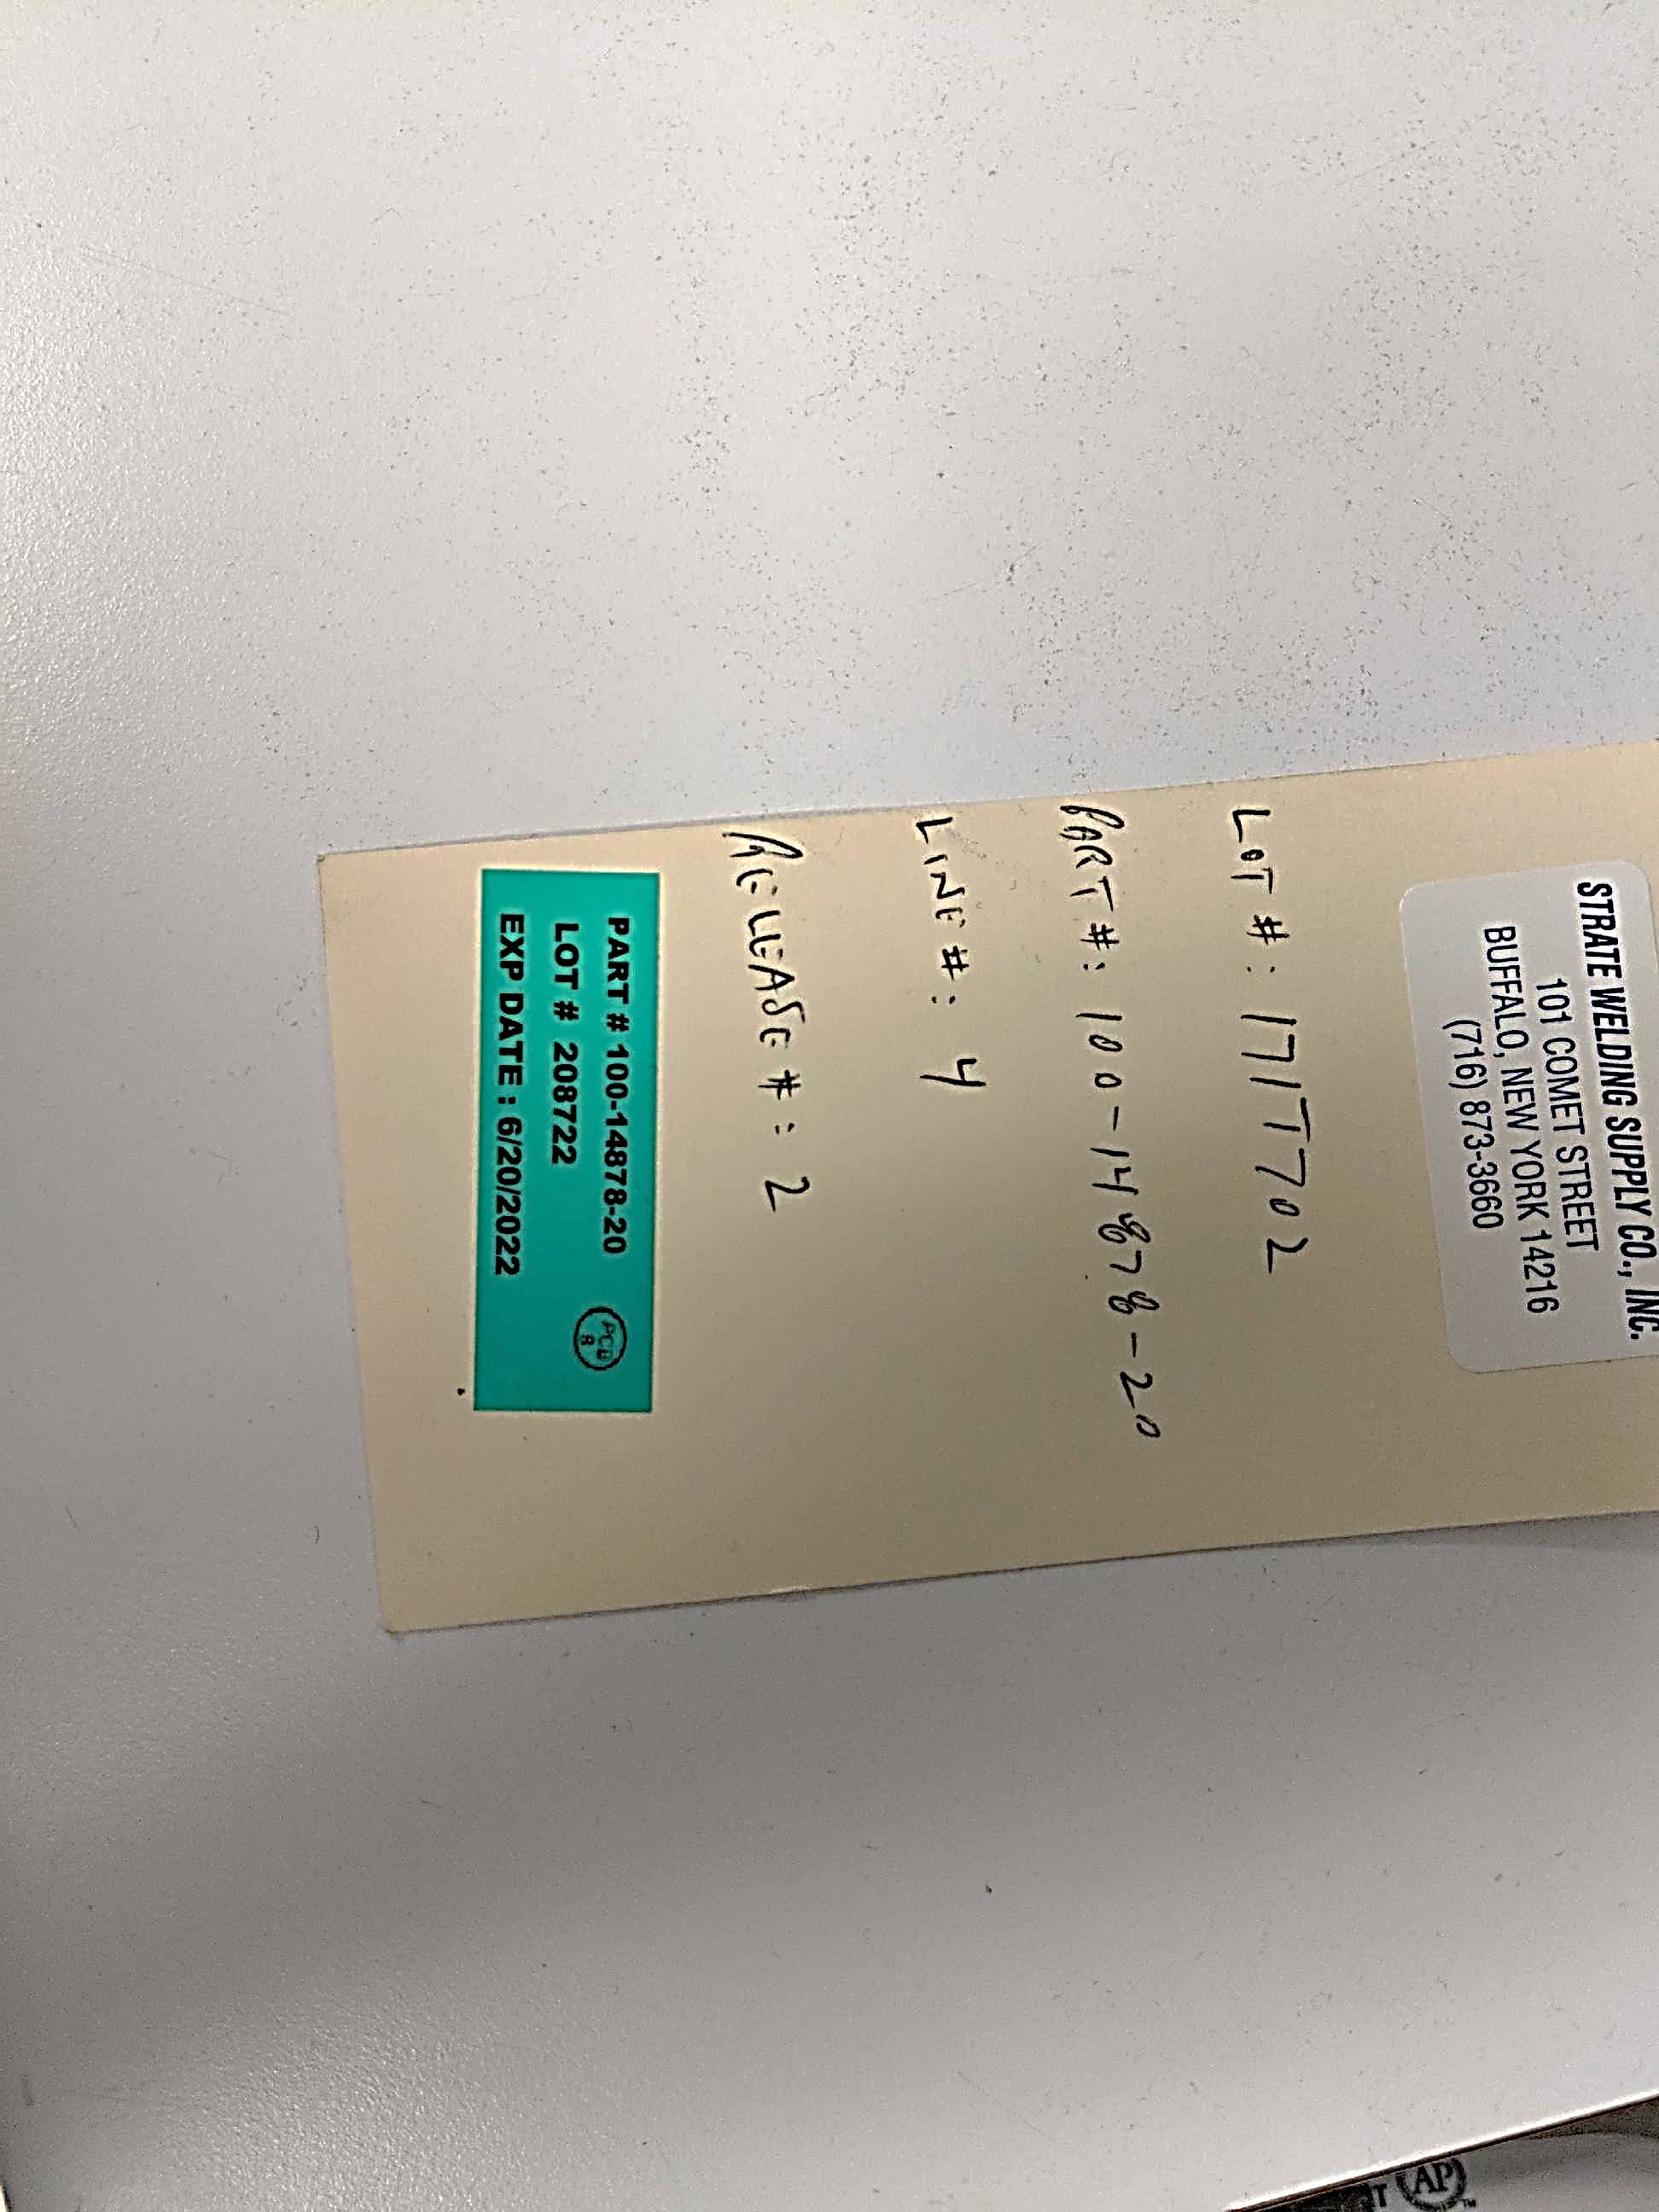 STRATE WELDING SUPPLY CO., INC.
101 COMET STREET
BUFFALO, NEW YORK 14216
(716) 873-3660
LOT #: 171T702
PART #: 100-14878-20
LINE #: 4
RELEASE #: 2
PART # 100-14878-20
LOT # 208722
EXP DATE : 6/20/2022
AP